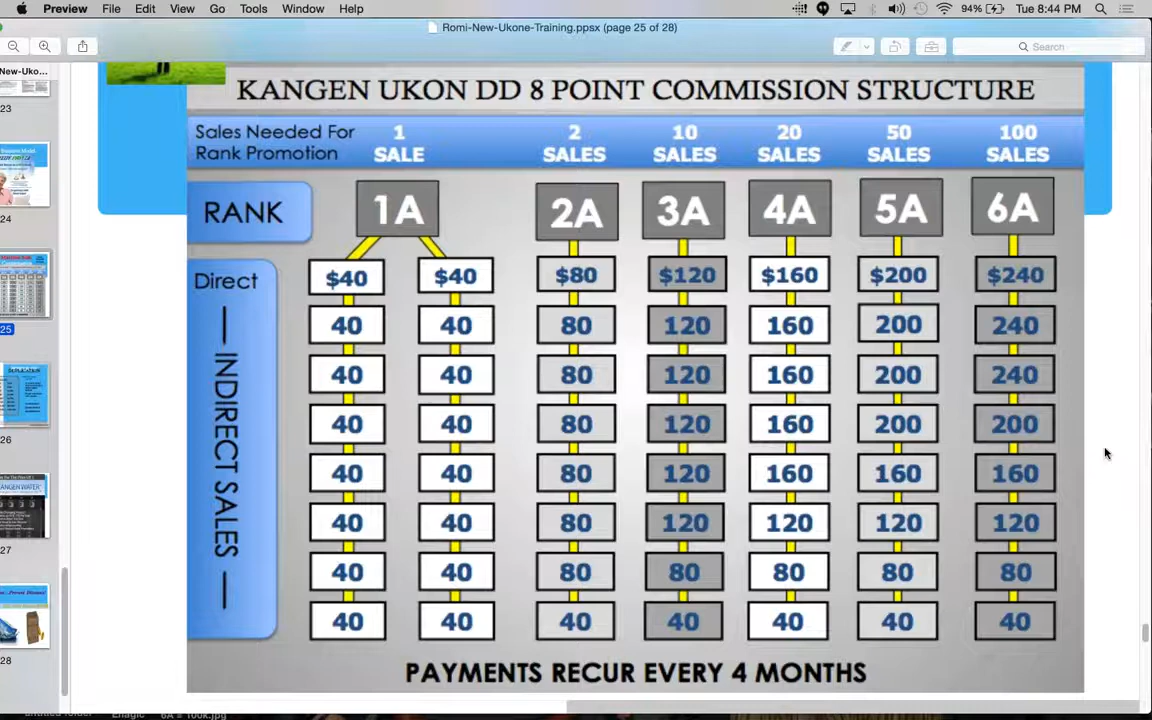 Preview File Edit View Go Tools Window Help 94% Tue 8:44 PM
Romi-New-Ukone-Training.ppsx (page 25 of 28)
Search
New-Uko...
23
24
25
26
27
28
KANGEN UKON DD 8 POINT COMMISSION STRUCTURE
Sales Needed For Rank Promotion
1 SALE
2 SALES
10 SALES
20 SALES
50 SALES
100 SALES
RANK 1A 2A 3A 4A 5A 6A
Direct $40 $40 $80 $120 $160 $200 $240
INDIRECT SALES
40 40 80 120 160 200 240
40 40 80 120 160 200 240
40 40 80 120 160 200 200
40 40 80 120 160 160 160
40 40 80 120 120 120 120
40 40 80 80 80 80 80
40 40 40 40 40 40 40
PAYMENTS RECUR EVERY 4 MONTHS